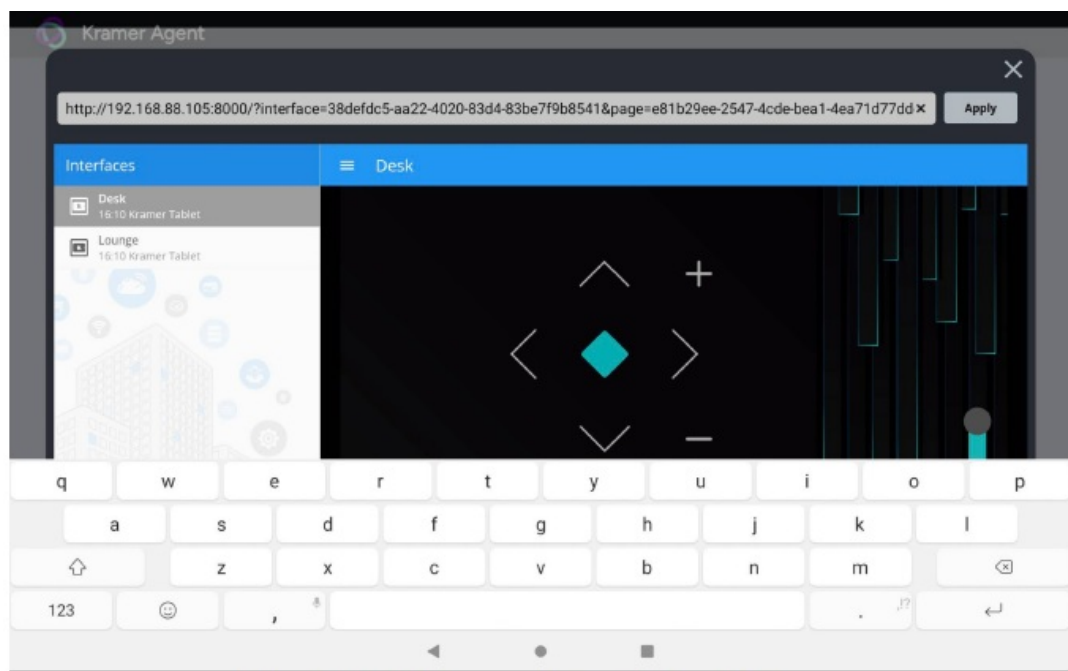 Kramer Agent
http://192.168.88.105:8000/?interface=38defdc5-aa22-4020-83d4-83be7f9b8541&page=e81b29ee-2547-4cde-bea1-4ea71d77dd
Apply
Interfaces
Desk
Desk
16:10 Kramer Tablet
Lounge
16:10 Kramer Tablet
q w e r t y u i o p
a s d f g h j k l
z x c v b n m
123 , . ,!?